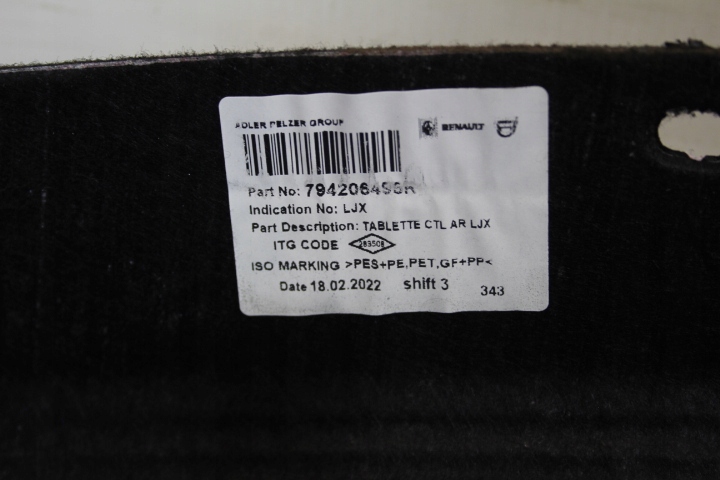 ADLER PELZER GROUP
RENAULT
Part No:
Indication No: LJX
Part Description: TABLETTE CTL AR LJX
ITG CODE
ISO MARKING >PES+PE,PET,GF+PP<
Date 18.02.2022 shift 3 343